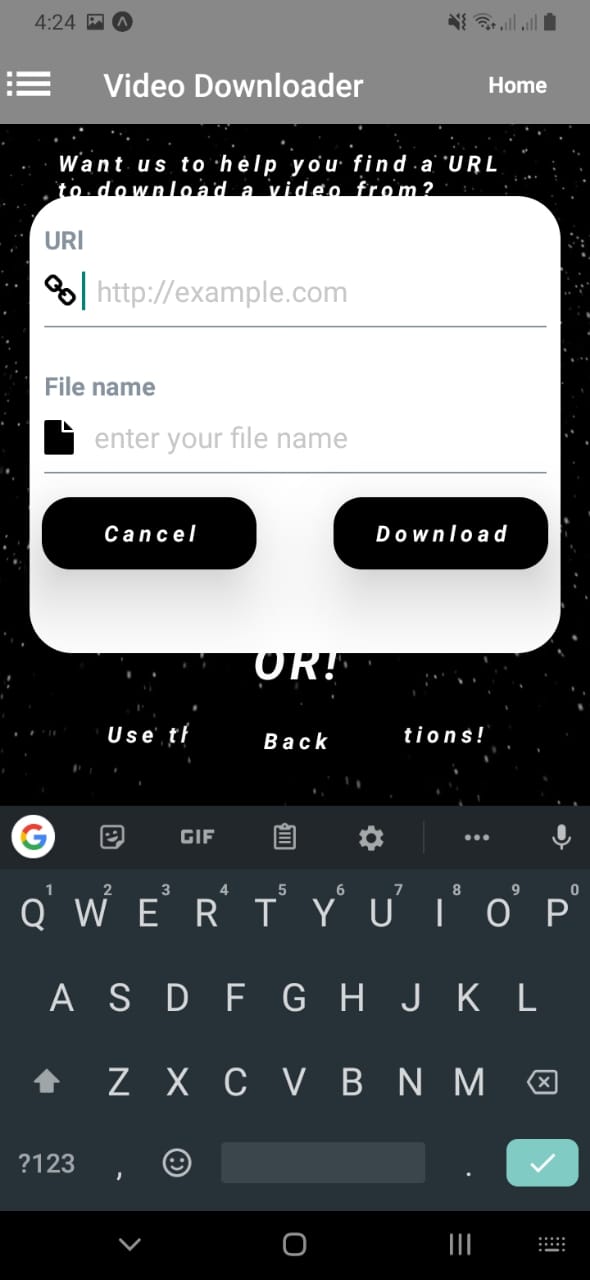 4:24
Video Downloader
Home
Want us to help you find a URL
to download a video from?
URl
http://example.com
File name
enter your file name
Cancel
Download
OR!
Use
Back
tions!
GIF
1 2 3 4 5 6 7 8 9 0
Q W E R T Y U I O P
A S D F G H J K L
Z X C V B N M
?123 , .